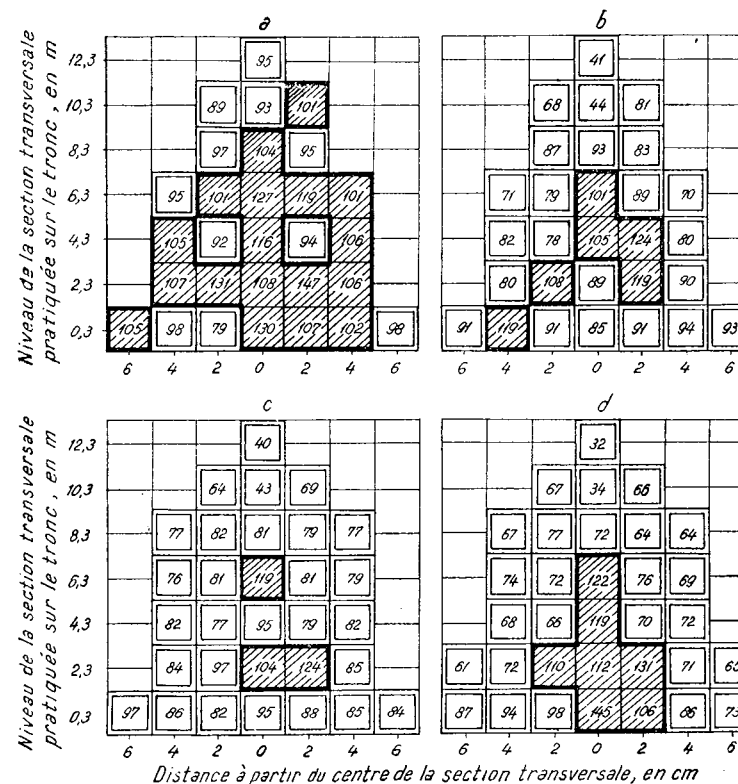 a b
Niveau de la section transversale
pratiquée sur le tronc, en m
12,3 95 41
10,3 89 93 101 68 44 81
8,3 97 104 95 87 93 83
6,3 95 101 127 119 101 71 79 101 89 70
4,3 105 92 116 94 106 82 78 105 124 80
2,3 107 131 108 147 106 80 108 89 119 90
0,3 105 98 79 130 107 102 98 91 119 91 85 91 94 93
6 4 2 0 2 4 6 6 4 2 0 2 4 6
c d
Niveau de la section transversale
pratiquée sur le tronc, en m
12,3 40 32
10,3 64 43 69 67 34 66
8,3 77 82 81 79 77 67 77 72 64 64
6,3 76 81 119 81 79 74 72 122 76 69
4,3 82 77 95 79 82 68 66 119 70 72
2,3 84 97 104 124 85 61 72 110 112 131 71
0,3 97 86 82 95 88 85 84 87 94 98 145 106 86
6 4 2 0 2 4 6 6 4 2 0 2 4 6
Distance à partir du centre de la section transversale, en cm